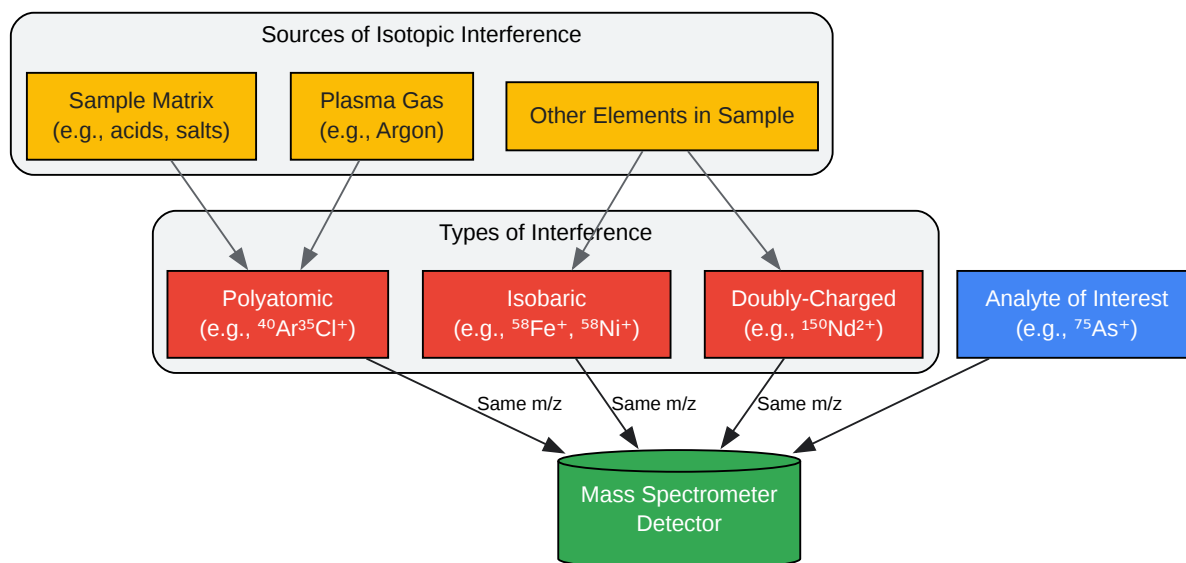 Sources of Isotopic Interference
Sample Matrix
(e.g., acids, salts)
Plasma Gas
(e.g., Argon)
Other Elements in Sample
Types of Interference
Polyatomic
(e.g., ⁴⁰Ar³⁵Cl⁺)
Isobaric
(e.g., ⁵⁸Fe⁺, ⁵⁸Ni⁺)
Doubly-Charged
(e.g., ¹⁵⁰Nd²⁺)
Analyte of Interest
(e.g., ⁷⁵As⁺)
Same m/z
Same m/z
Same m/z
Mass Spectrometer
Detector